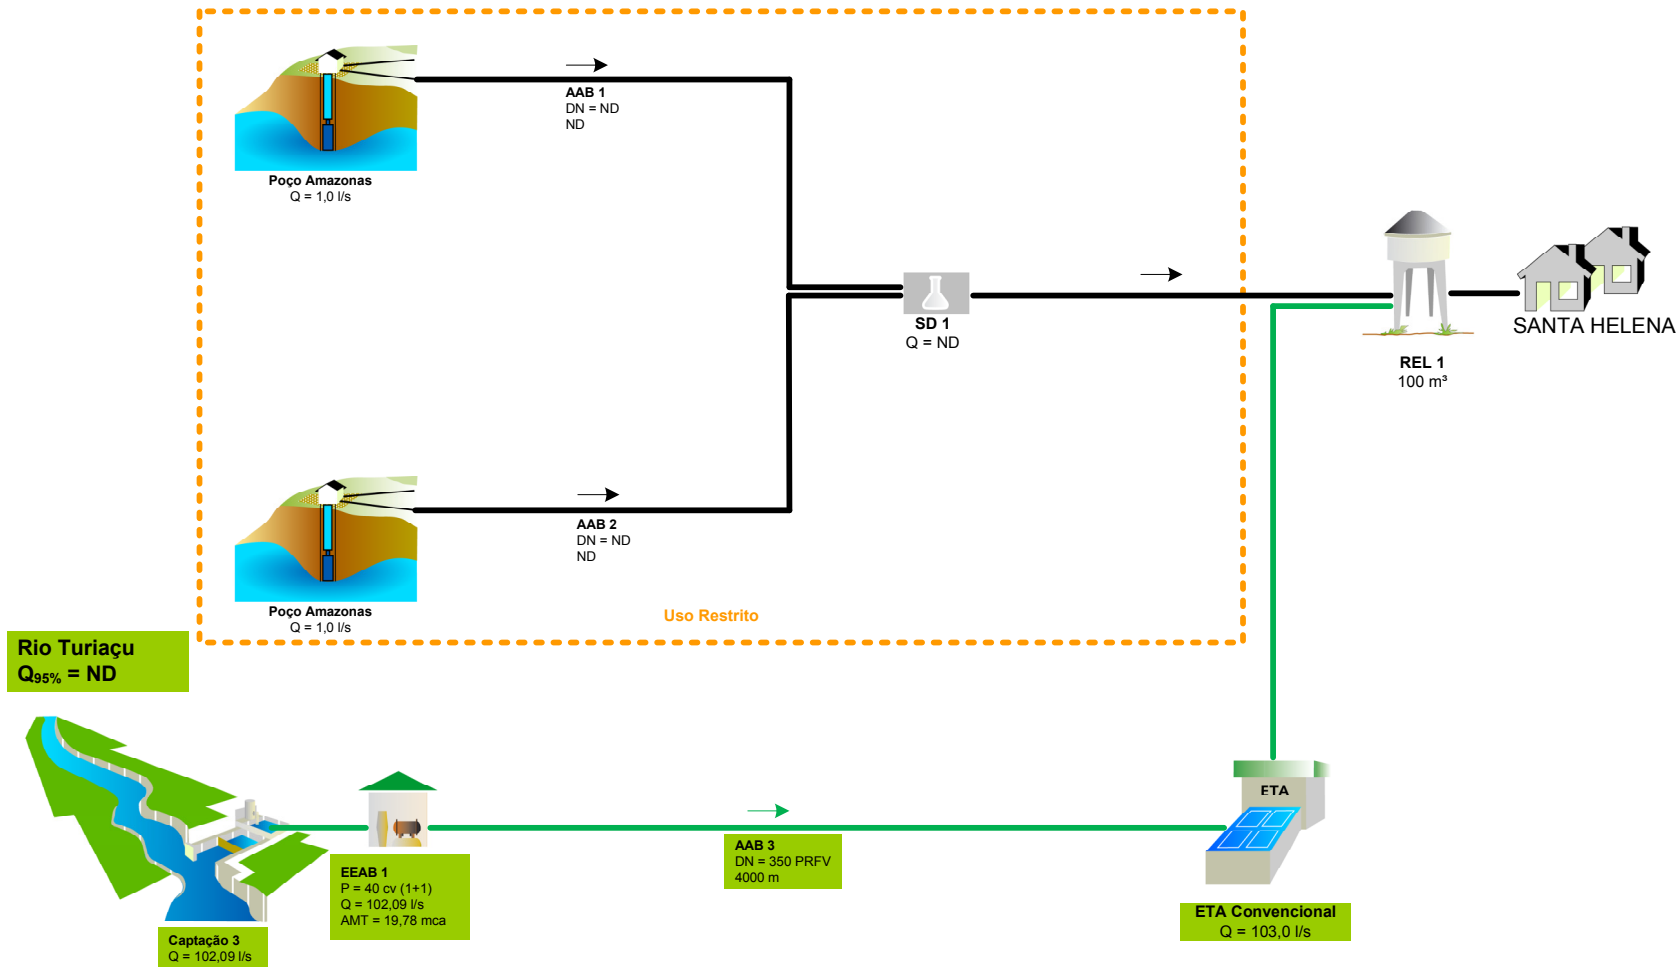 AAB 1
DN = ND
ND
Poço Amazonas
Q = 1,0 l/s
SD 1
Q = ND
SANTA HELENA
REL 1
100 m³
AAB 2
DN = ND
ND
Poço Amazonas
Q = 1,0 l/s
Uso Restrito
Rio Turiaçu
Q95% = ND
ETA
EEAB 1
P = 40 cv (1+1)
Q = 102,09 l/s
AMT = 19,78 mca
AAB 3
DN = 350 PRFV
4000 m
ETA Convencional
Q = 103,0 l/s
Captação 3
Q = 102,09 l/s